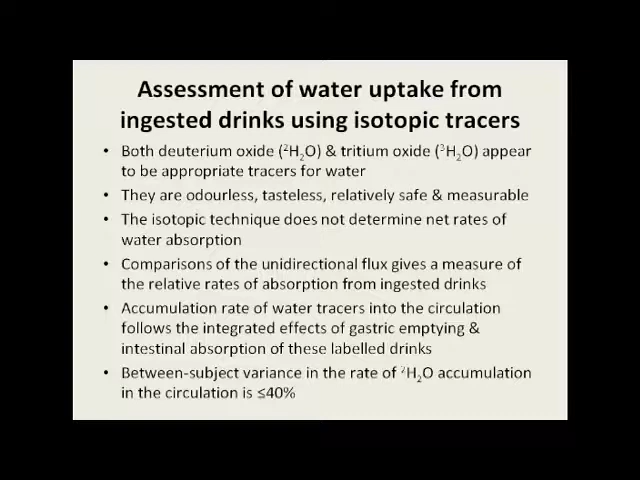 Assessment of water uptake from
ingested drinks using isotopic tracers
• Both deuterium oxide (²H₂O) & tritium oxide (³H₂O) appear
to be appropriate tracers for water
• They are odourless, tasteless, relatively safe & measurable
• The isotopic technique does not determine net rates of
water absorption
• Comparisons of the unidirectional flux gives a measure of
the relative rates of absorption from ingested drinks
• Accumulation rate of water tracers into the circulation
follows the integrated effects of gastric emptying &
intestinal absorption of these labelled drinks
• Between-subject variance in the rate of ²H₂O accumulation
in the circulation is ≤40%